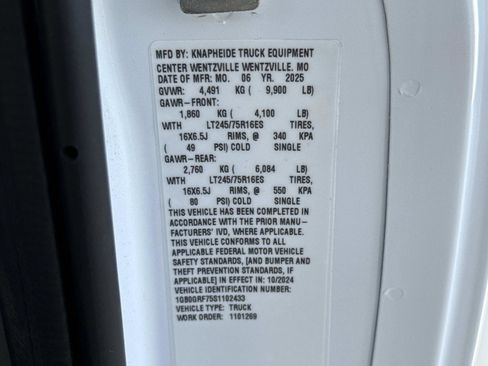 MFD BY: KNAPHEIDE TRUCK EQUIPMENT
CENTER WENTZVILLE WENTZVILLE. MO
DATE OF MFR: MO. 06 YR. 2025
GVWR: 4,491 KG ( 9,900 LB)
GAWR-FRONT:
1,860 KG ( 4,100 LB)
WITH LT245/75R16ES TIRES,
16X6.5J RIMS, @ 340 KPA
( 49 PSI) COLD SINGLE
GAWR-REAR:
2,760 KG ( 6,084 LB)
WITH LT245/75R16ES TIRES,
16X6.5J RIMS, @ 550 KPA
( 80 PSI) COLD SINGLE
THIS VEHICLE HAS BEEN COMPLETED IN
ACCORDANCE WITH THE PRIOR MANU-
FACTURERS' IVD, WHERE APPLICABLE.
THIS VEHICLE CONFORMS TO ALL
APPLICABLE FEDERAL MOTOR VEHICLE
SAFETY STANDARDS, [AND BUMPER AND
THEFT PREVENTION STANDARDS, IF
APPLICABLE] IN EFFECT IN 10/2024
VEHICLE IDENTIFICATION NUMBER:
1GB0GRF75S1102433
VEHICLE TYPE: TRUCK
WORK ORDER: 1101269